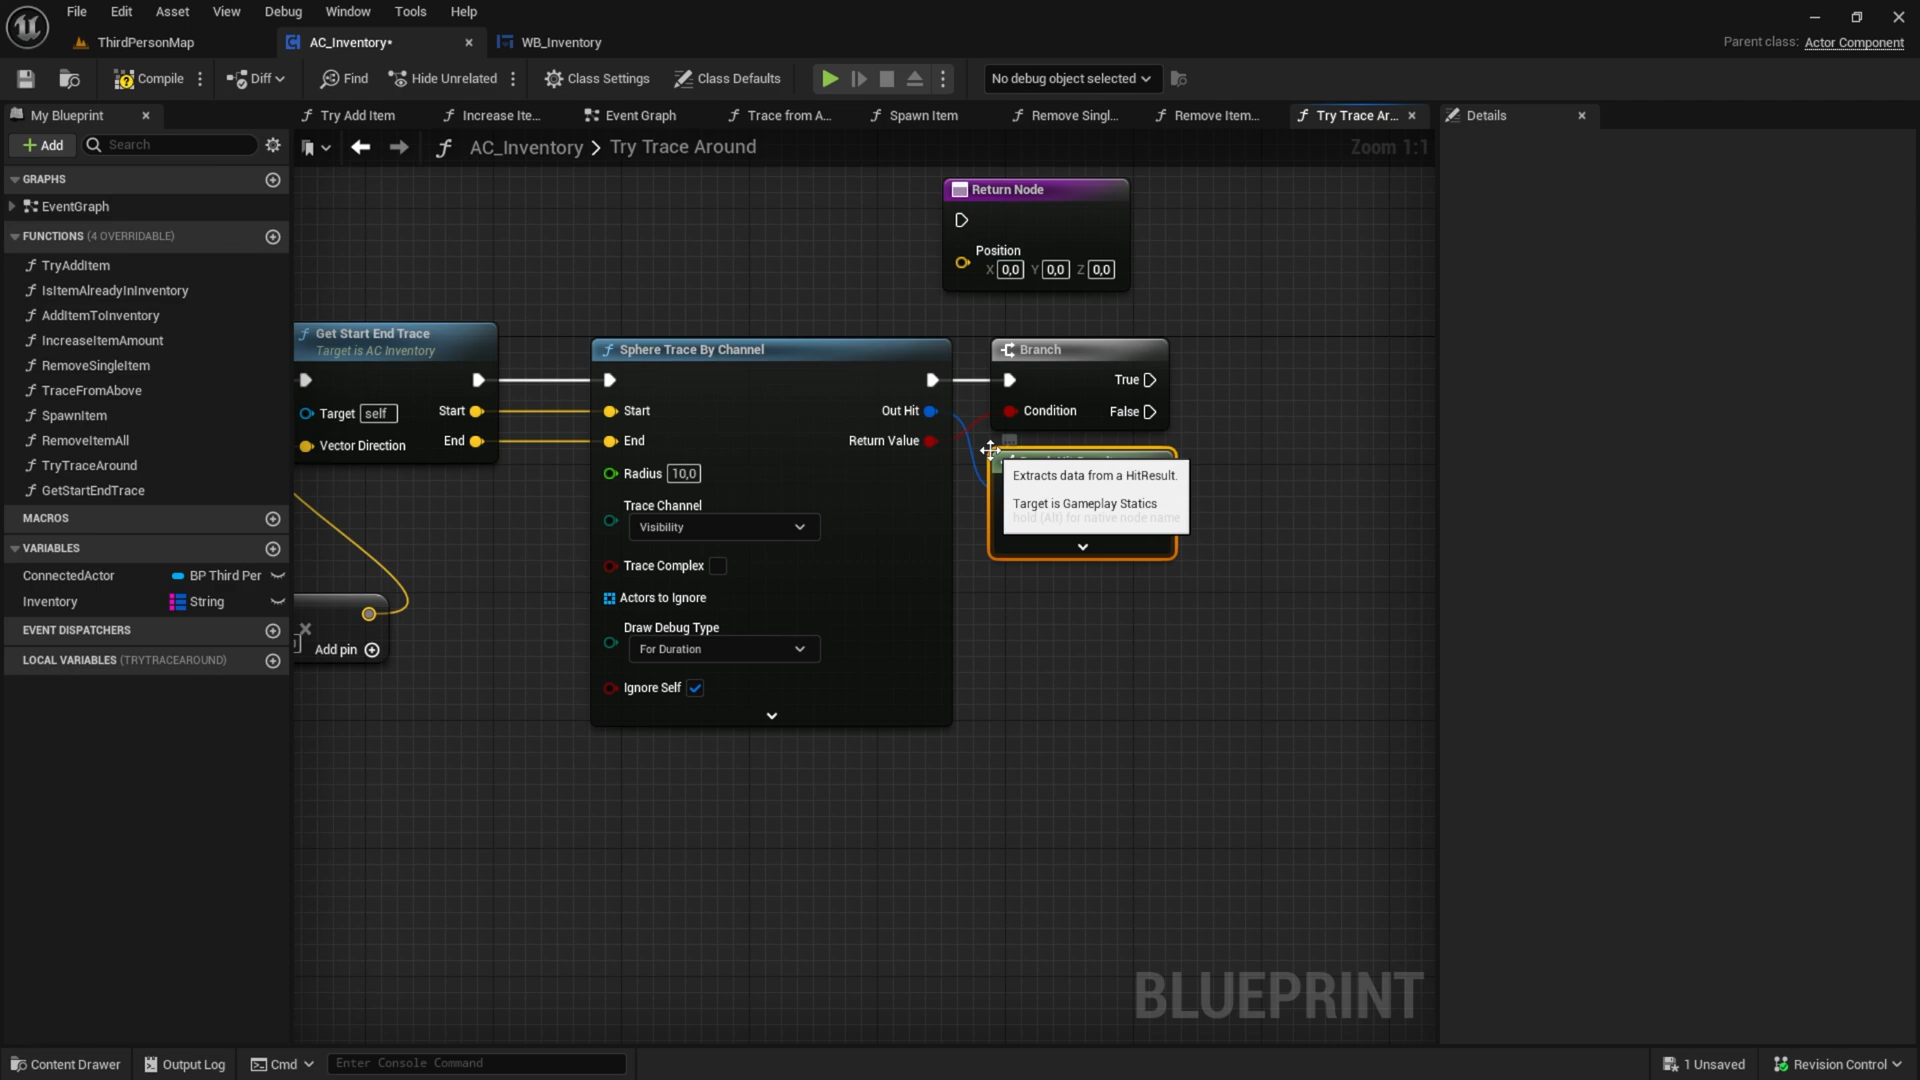 File Edit Asset View Debug Window Tools Help
ThirdPersonMap AC_Inventory* WB_Inventory Parent class: Actor Component
Compile Diff Find Hide Unrelated Class Settings Class Defaults No debug object selected
My Blueprint Try Add Item Increase Ite... Event Graph Trace from A... Spawn Item Remove Singl... Remove Item... Try Trace Ar... Details
Add Search AC_Inventory > Try Trace Around Zoom 1:1
GRAPHS
EventGraph
FUNCTIONS (4 OVERRIDABLE)
TryAddItem
IsItemAlreadyInInventory
AddItemToInventory
IncreaseItemAmount
RemoveSingleItem
TraceFromAbove
SpawnItem
RemoveItemAll
TryTraceAround
GetStartEndTrace
MACROS
VARIABLES
ConnectedActor BP Third Per
Inventory String
EVENT DISPATCHERS
LOCAL VARIABLES (TRYTRACEAROUND)
Return Node
Position
X 0,0 Y 0,0 Z 0,0
Get Start End Trace
Target is AC Inventory
Target self Start
Vector Direction End
Add pin
Sphere Trace By Channel
Start Out Hit
End Return Value
Radius 10,0
Trace Channel
Visibility
Trace Complex
Actors to Ignore
Draw Debug Type
For Duration
Ignore Self
Branch
True
Condition False
Extracts data from a HitResult.
Target is Gameplay Statics
hold (Alt) for native node name
BLUEPRINT
Content Drawer Output Log Cmd Enter Console Command 1 Unsaved Revision Control